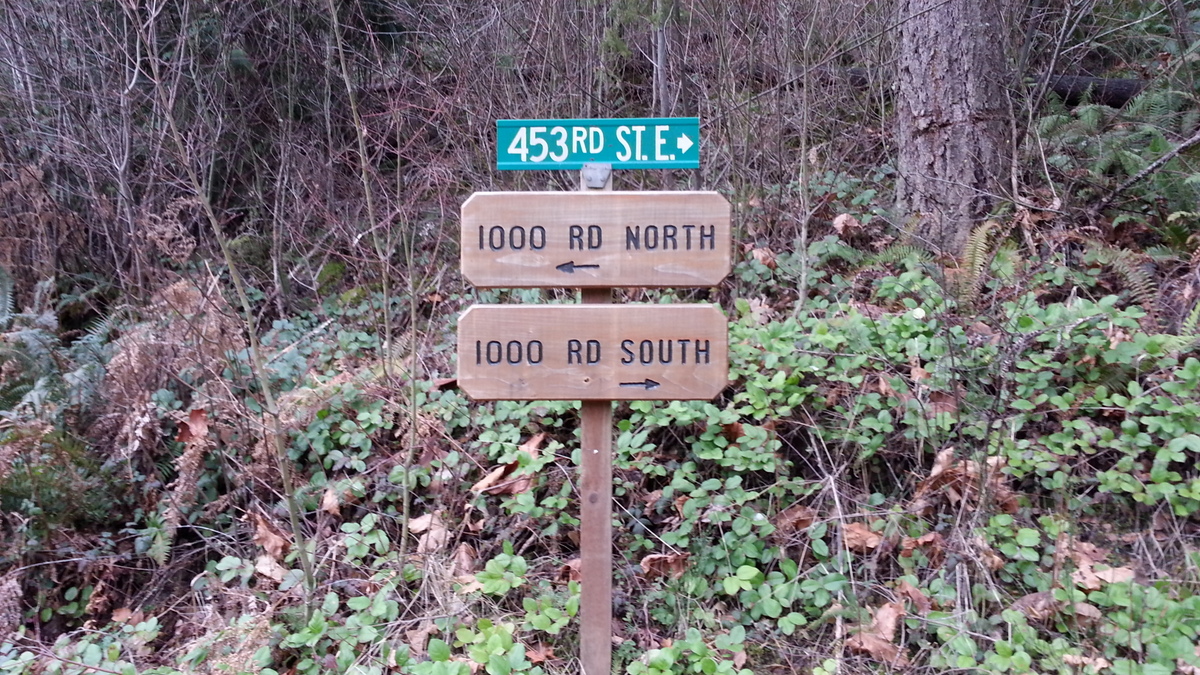 453RD ST. E.
1000 RD NORTH
1000 RD SOUTH